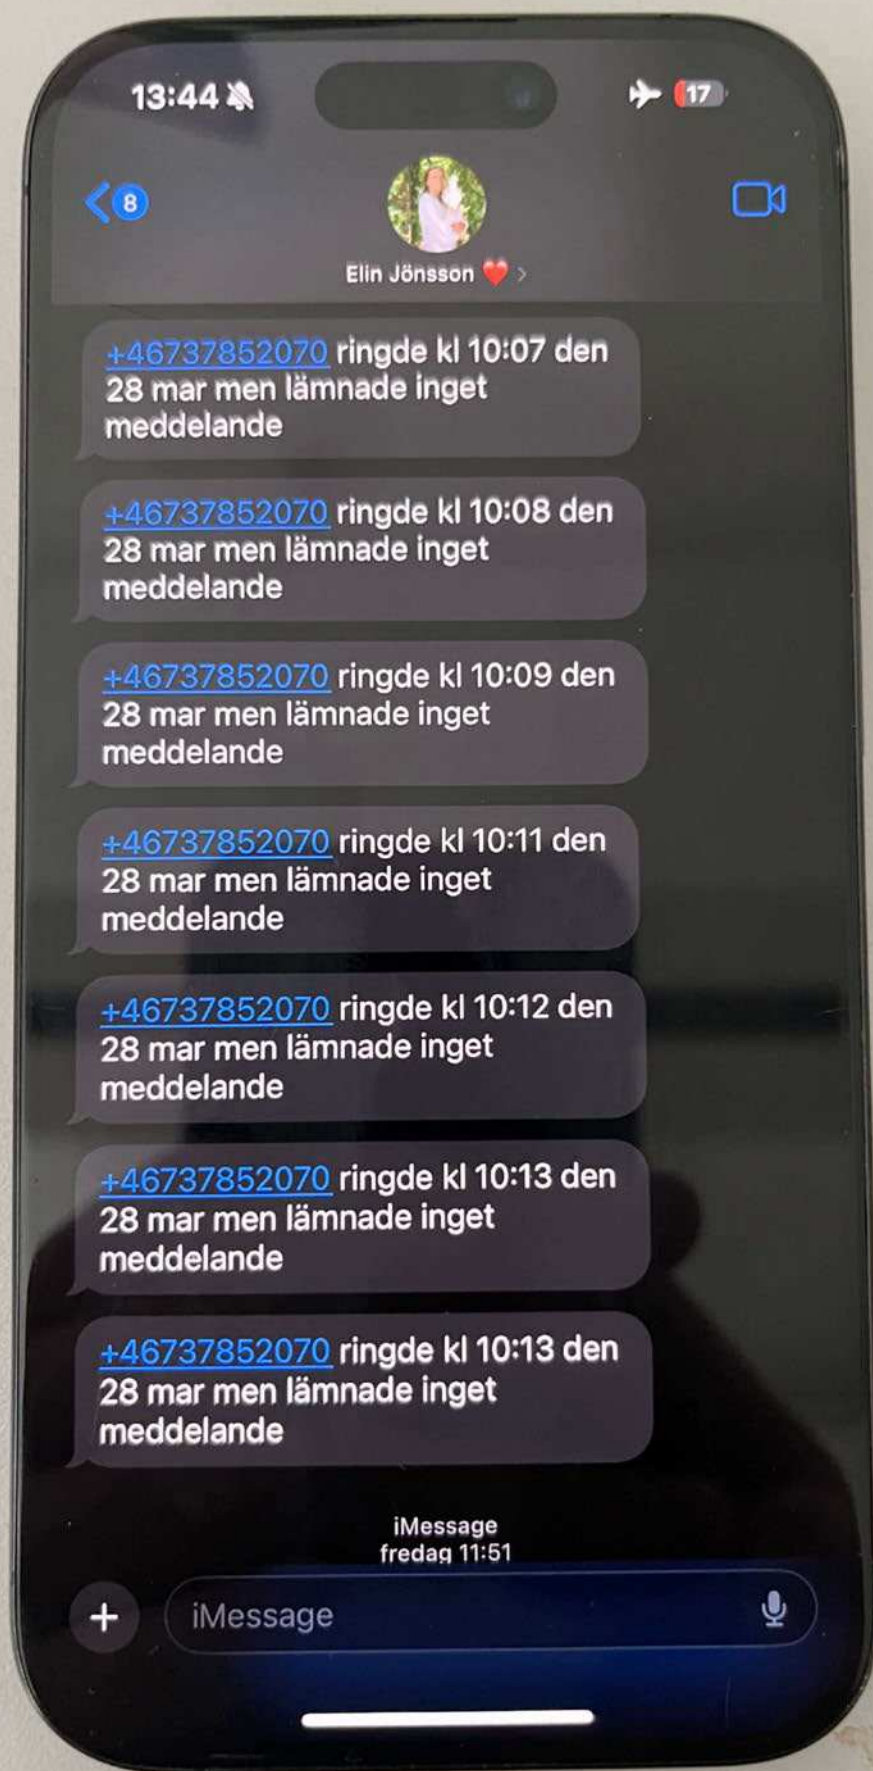 13:44
17
8
Elin Jönsson ❤️ >
+46737852070 ringde kl 10:07 den
28 mar men lämnade inget
meddelande
+46737852070 ringde kl 10:08 den
28 mar men lämnade inget
meddelande
+46737852070 ringde kl 10:09 den
28 mar men lämnade inget
meddelande
+46737852070 ringde kl 10:11 den
28 mar men lämnade inget
meddelande
+46737852070 ringde kl 10:12 den
28 mar men lämnade inget
meddelande
+46737852070 ringde kl 10:13 den
28 mar men lämnade inget
meddelande
+46737852070 ringde kl 10:13 den
28 mar men lämnade inget
meddelande
iMessage
fredag 11:51
iMessage